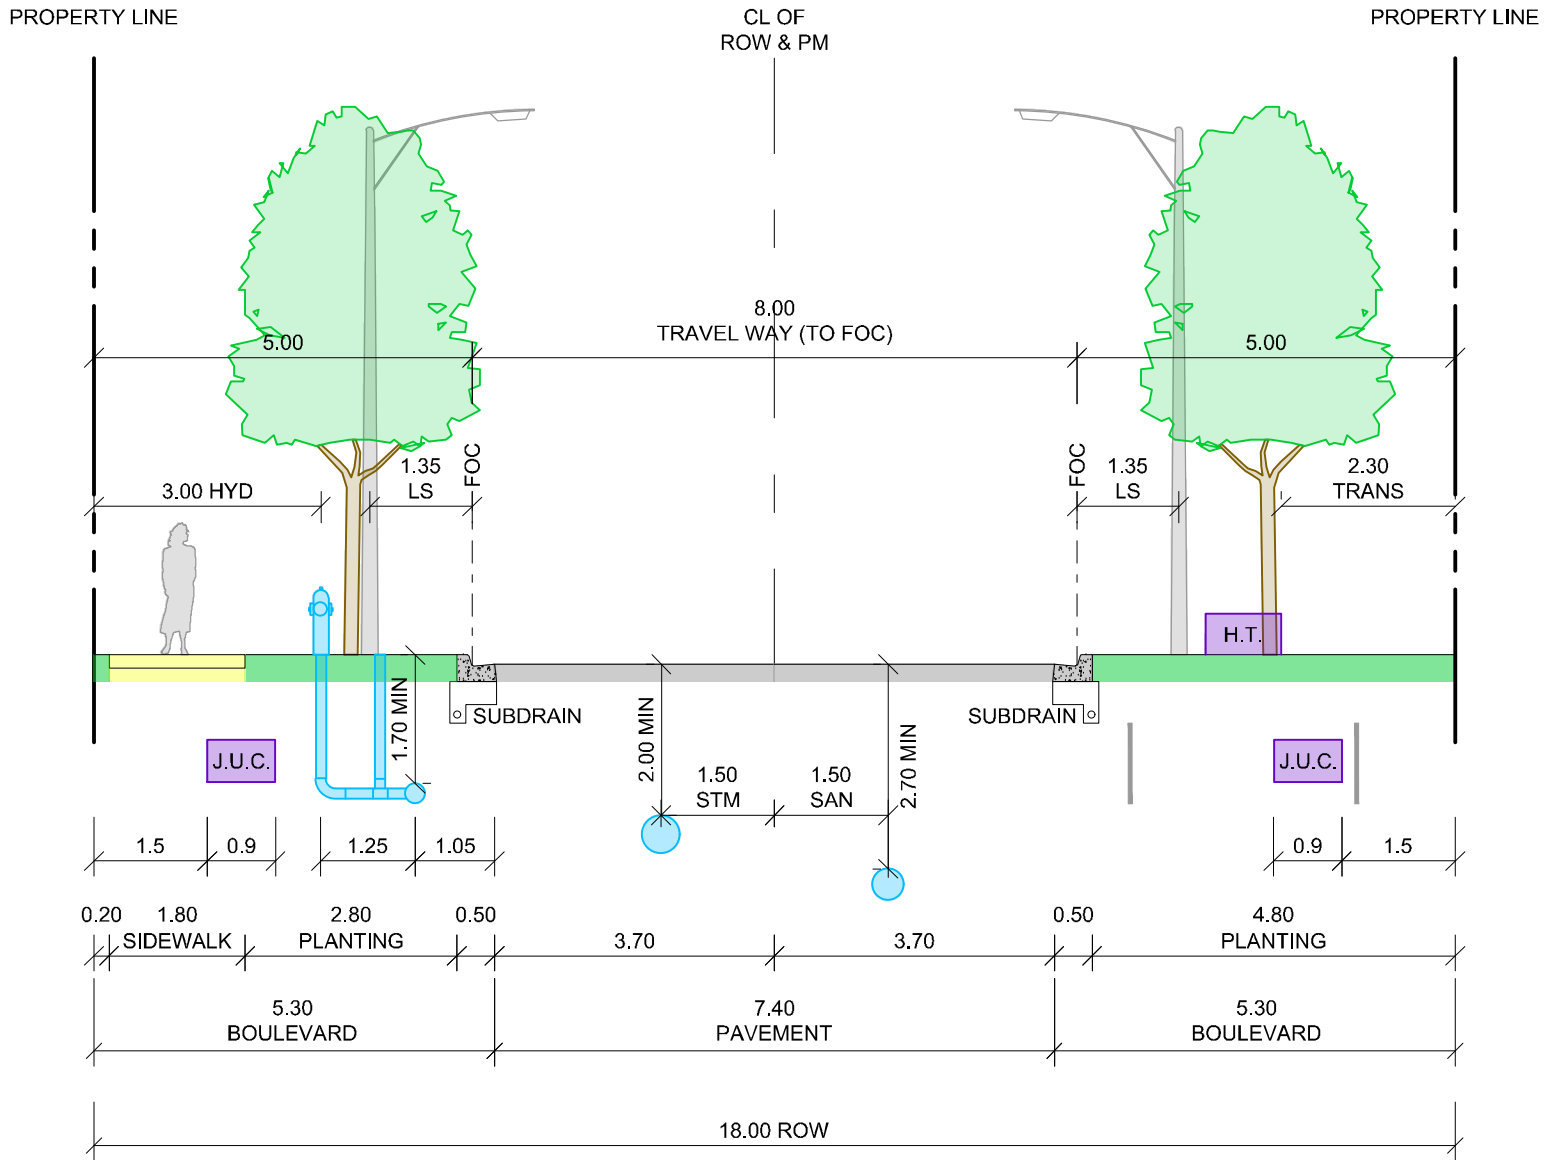 PROPERTY LINE
CL OF
ROW & PM
PROPERTY LINE
8.00
TRAVEL WAY (TO FOC)
5.00
5.00
FOC
FOC
1.35
LS
3.00 HYD
1.35
LS
2.30
TRANS
H.T.
1.70 MIN
SUBDRAIN
2.00 MIN
2.70 MIN
SUBDRAIN
J.U.C.
J.U.C.
1.50
STM
1.50
SAN
1.5
0.9
1.25
1.05
0.9
1.5
0.20
1.80
SIDEWALK
2.80
PLANTING
0.50
3.70
3.70
0.50
4.80
PLANTING
5.30
BOULEVARD
7.40
PAVEMENT
5.30
BOULEVARD
18.00 ROW